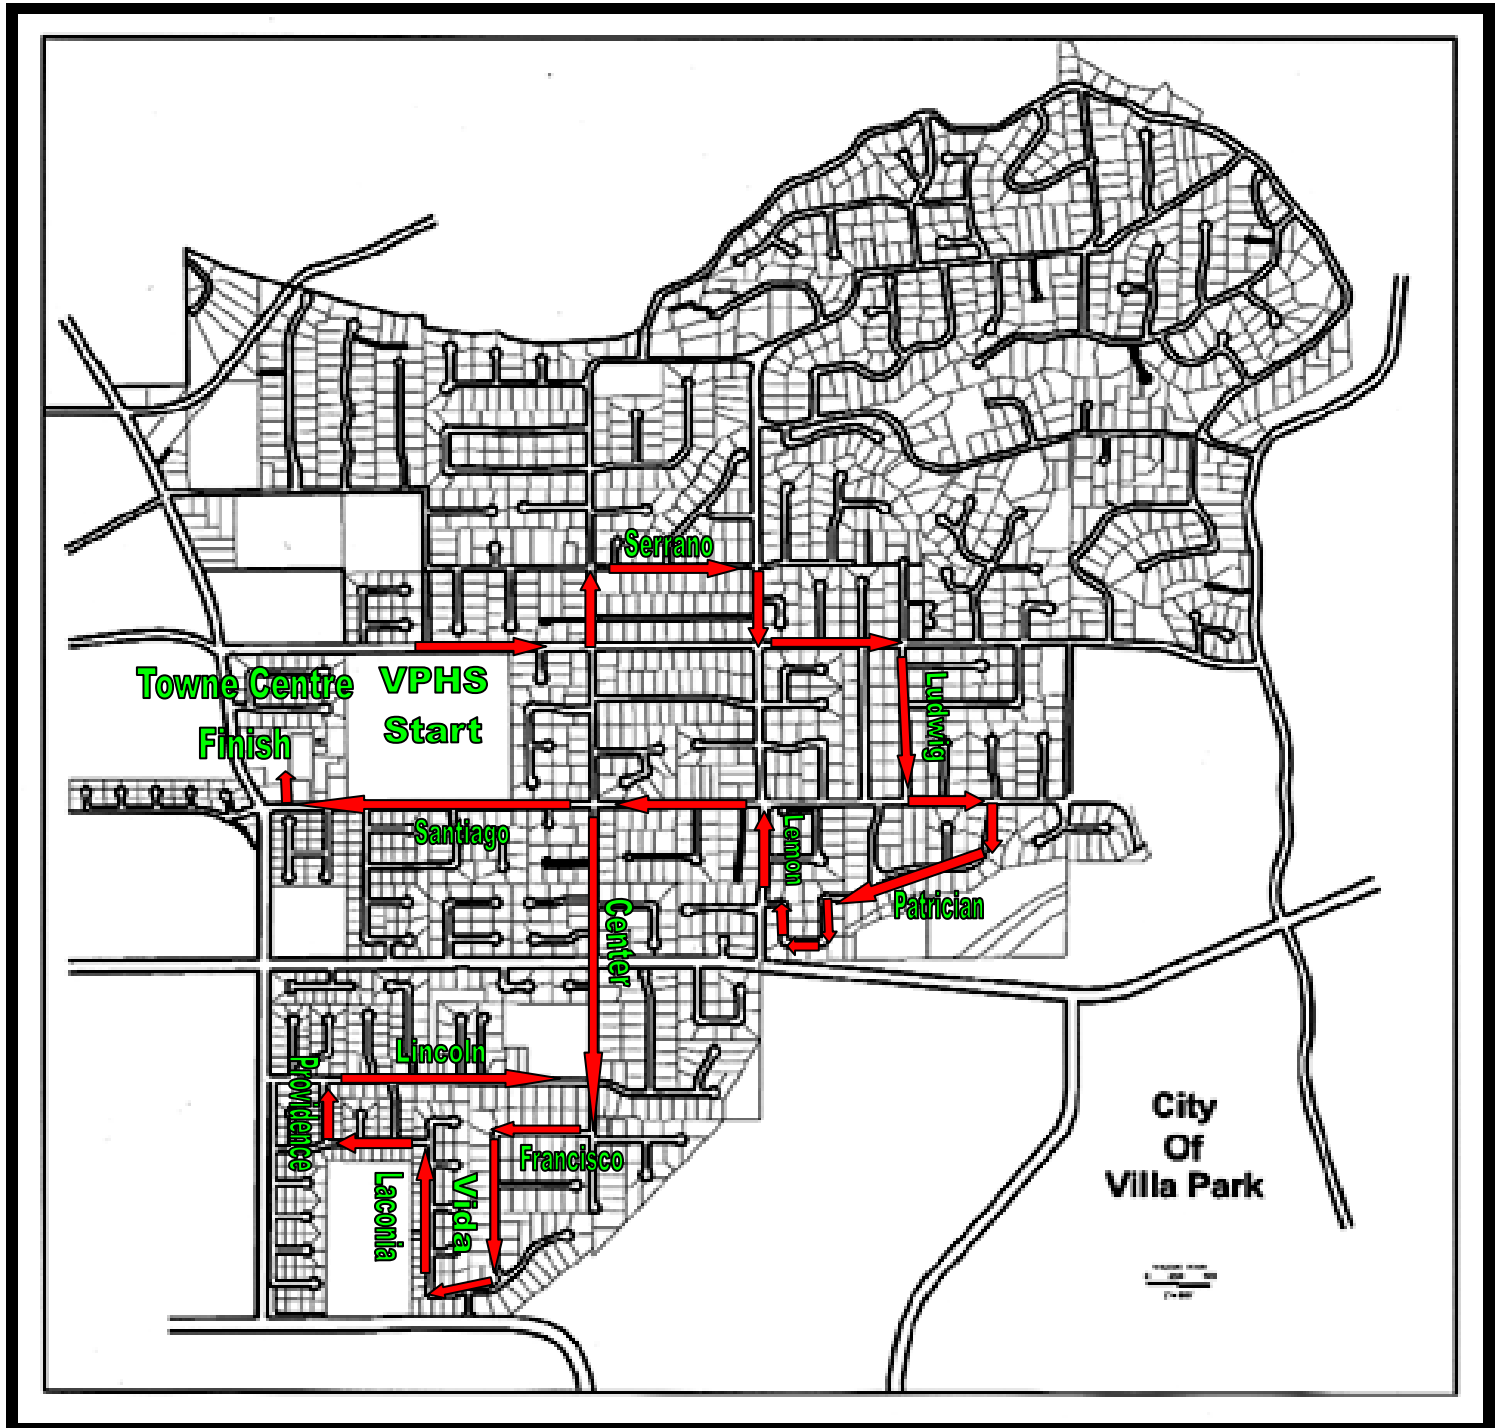 Serrano
Towne Centre
VPHS
Start
Finish
Ludwig
Santiago
Lemon
Patrician
Center
Lincoln
Providence
Francisco
Laconia
Vida
City
Of
Villa Park